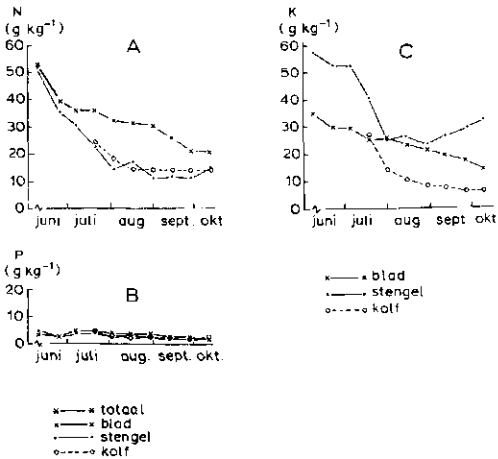 N
(g kg⁻¹)
A
60
50
40
30
20
10
0
juni juli aug. sept. okt
K
(g kg⁻¹)
C
60
50
40
30
20
10
0
juni juli aug. sept. okt.
P
(g kg⁻¹)
B
20
10
0
juni juli aug. sept. okt.
blad
stengel
kolf
totaal
blad
stengel
kolf